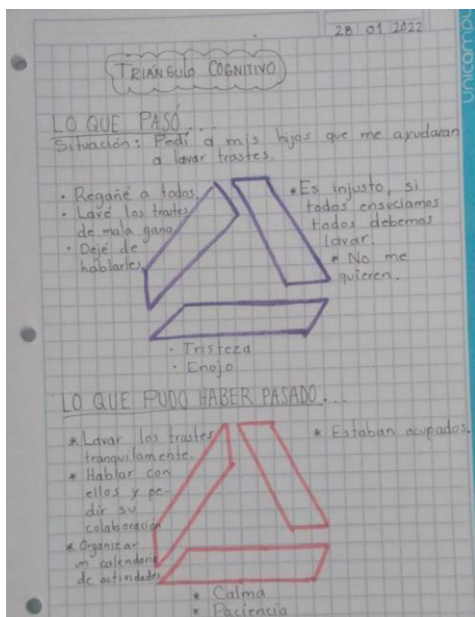 28 01 2022
unicampus
TRIÁNGULO COGNITIVO
LO QUE PASÓ...
Situación: Pedí a mis hijos que me ayudaran
a lavar trastes.
· Regañé a todos
· Lavé los trastes
de mala gana
· Dejé de
hablarles
* Es injusto, si
todos ensuciamos
todos debemos
lavar
* No me
quieren.
· Tristeza
· Enojo
LO QUE PUDO HABER PASADO...
* Lavar los trastes
tranquilamente.
* Hablar con
ellos y pe-
dir su
colaboración
* Organizar
un calendario
de actividades
* Estaban ocupados.
* Calma
* Paciencia